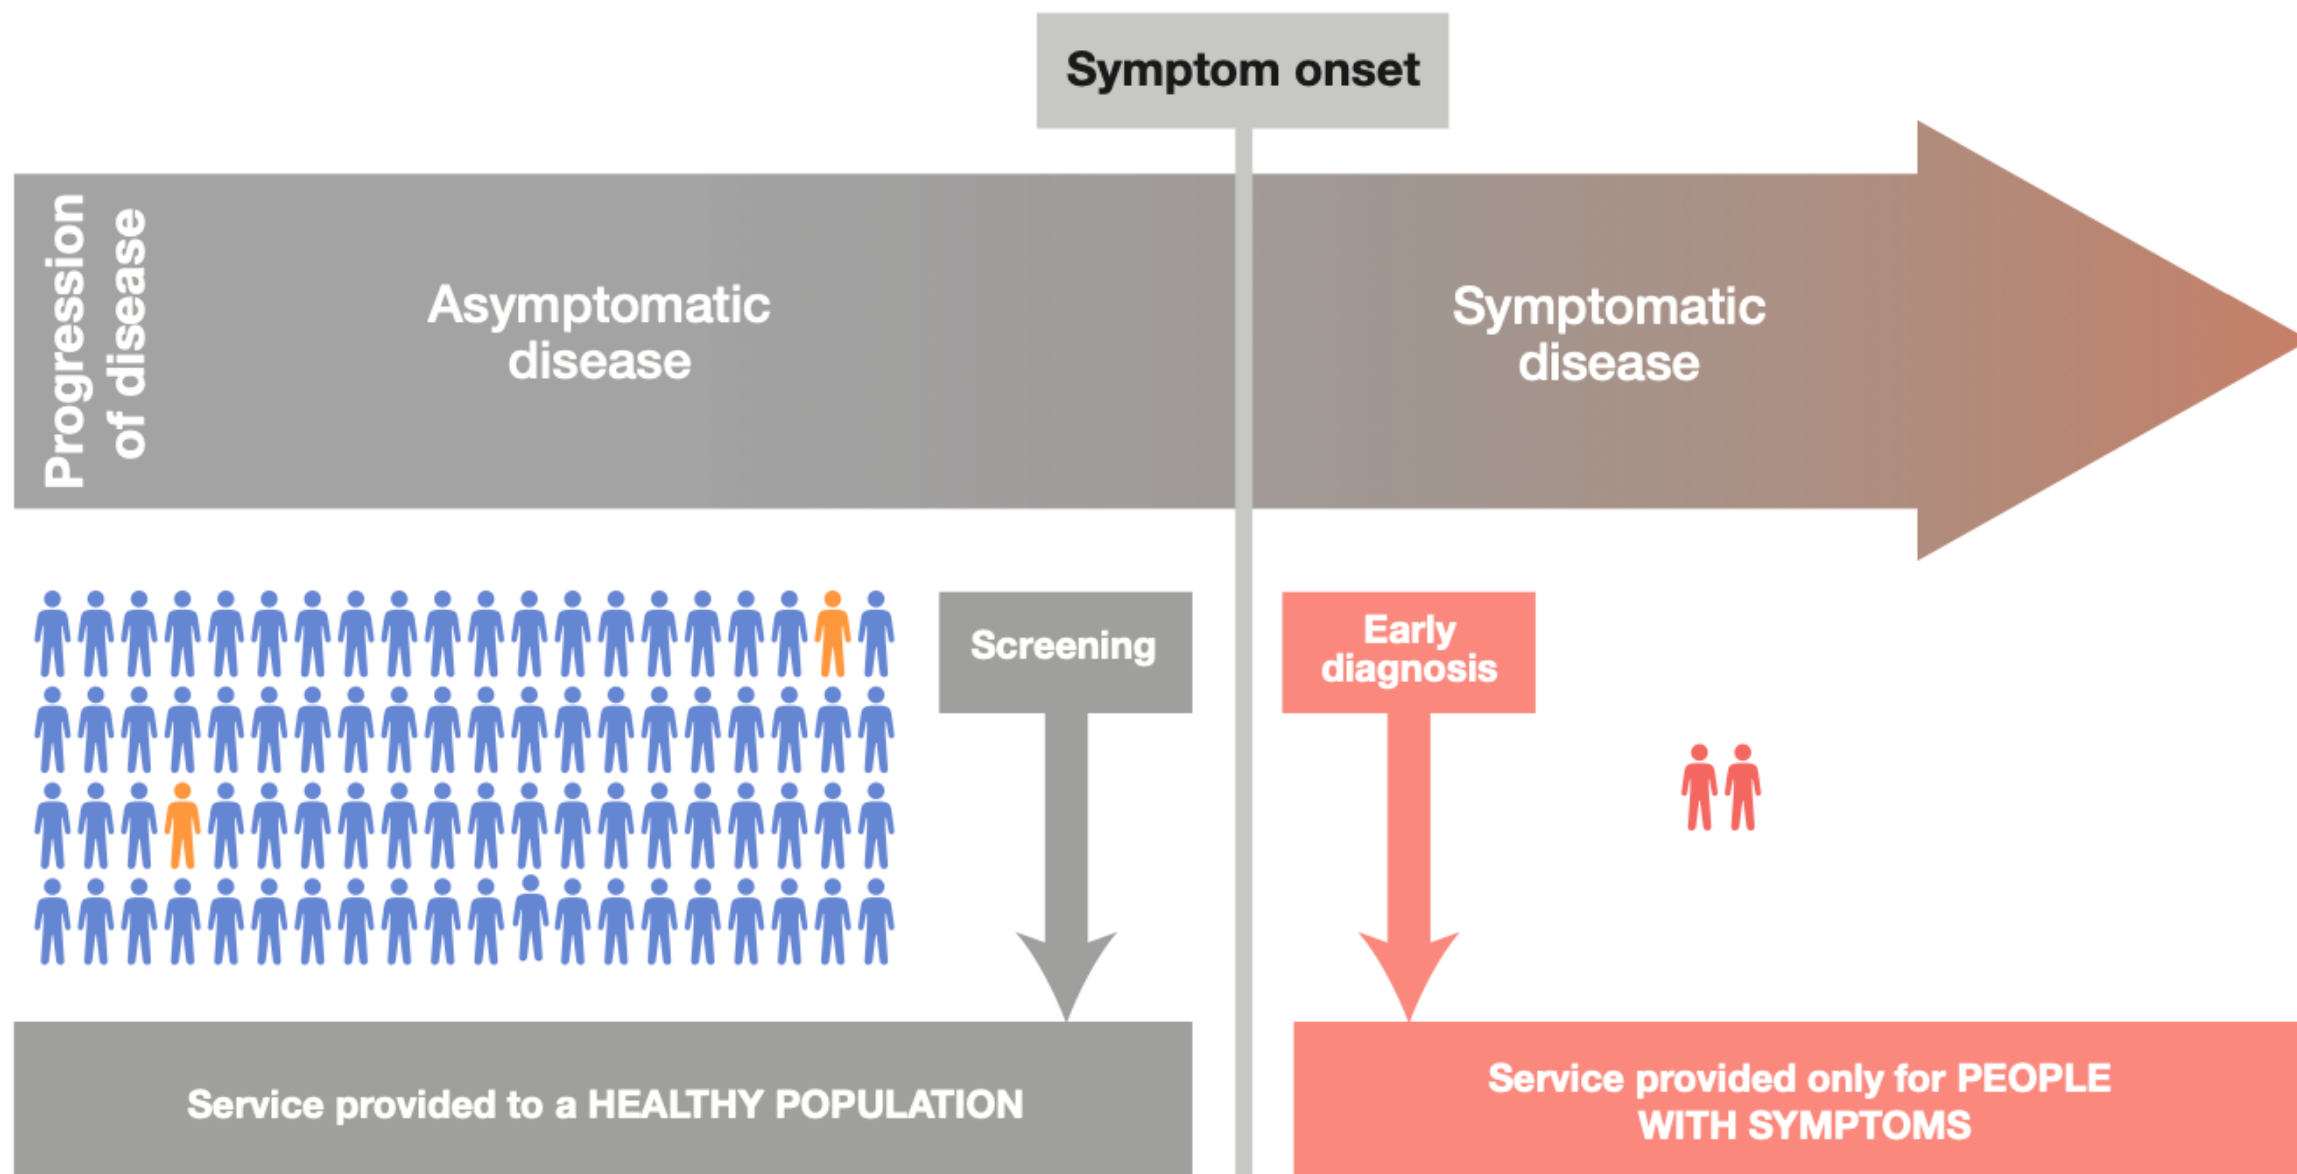 Symptom onset
Progression
of disease
Asymptomatic
disease
Symptomatic
disease
Screening
Early
diagnosis
Service provided to a HEALTHY POPULATION
Service provided only for PEOPLE
WITH SYMPTOMS